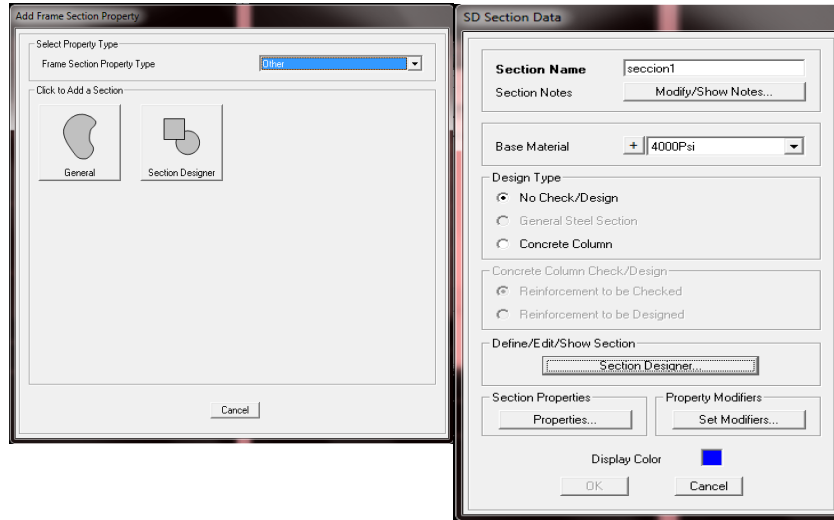 Add Frame Section Property
Select Property Type
Frame Section Property Type
Other
Click to Add a Section
General
Section Designer
Cancel
SD Section Data
Section Name
seccion1
Section Notes
Modify/Show Notes...
Base Material
+
4000Psi
Design Type
No Check/Design
General Steel Section
Concrete Column
Concrete Column Check/Design
Reinforcement to be Checked
Reinforcement to be Designed
Define/Edit/Show Section
Section Designer...
Section Properties
Properties...
Property Modifiers
Set Modifiers...
Display Color
OK
Cancel